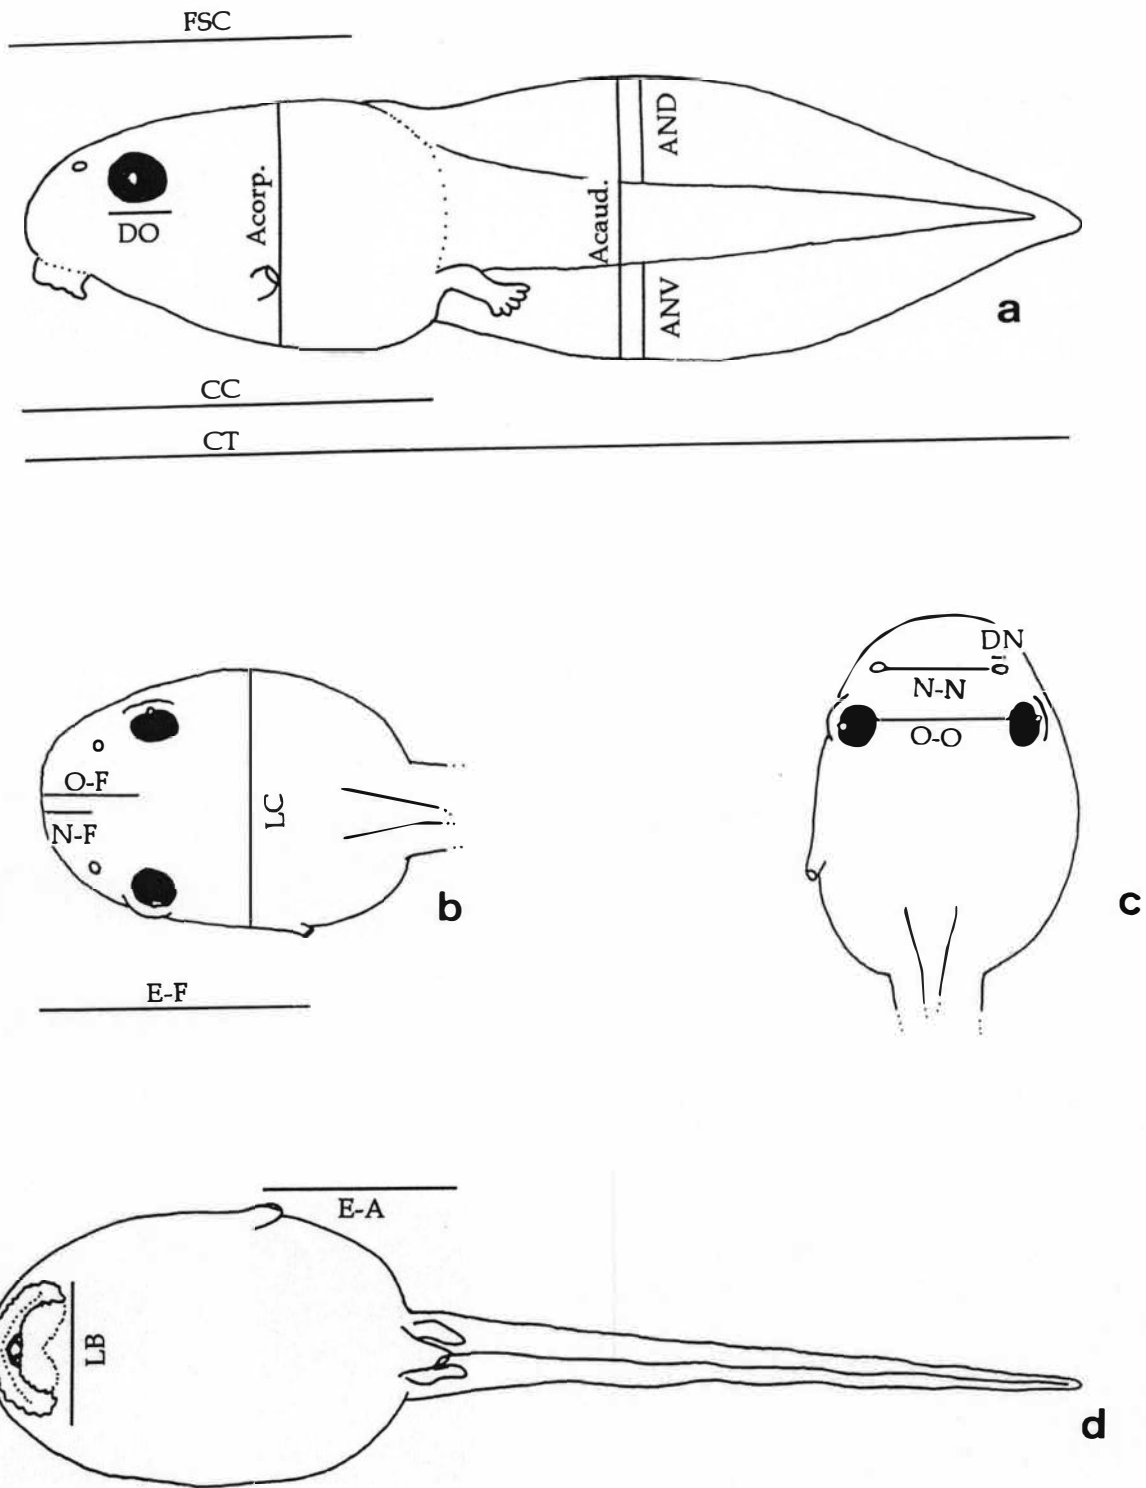 FSC
AND
Acorp.
Acaud.
DO
ANV
a
CC
CT
DN
N-N
O-O
O-F
LC
N-F
b
c
E-F
E-A
LB
d